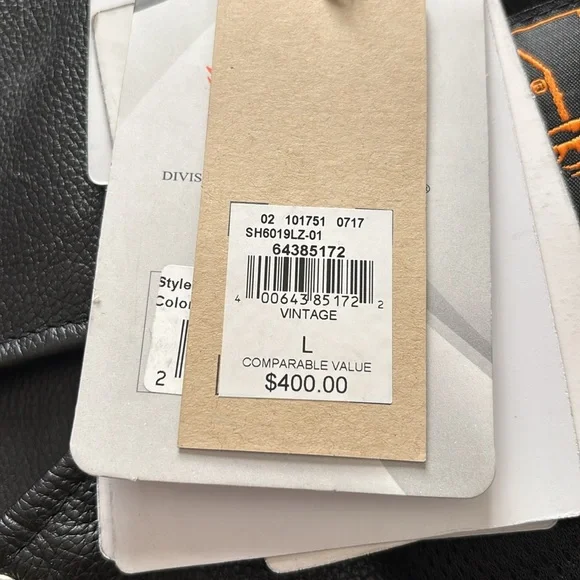 DIVIS
®
02 101751 0717
SH6019LZ-01
64385172
4 00643 85172 2
VINTAGE
L
COMPARABLE VALUE
$400.00
Style
Color
2